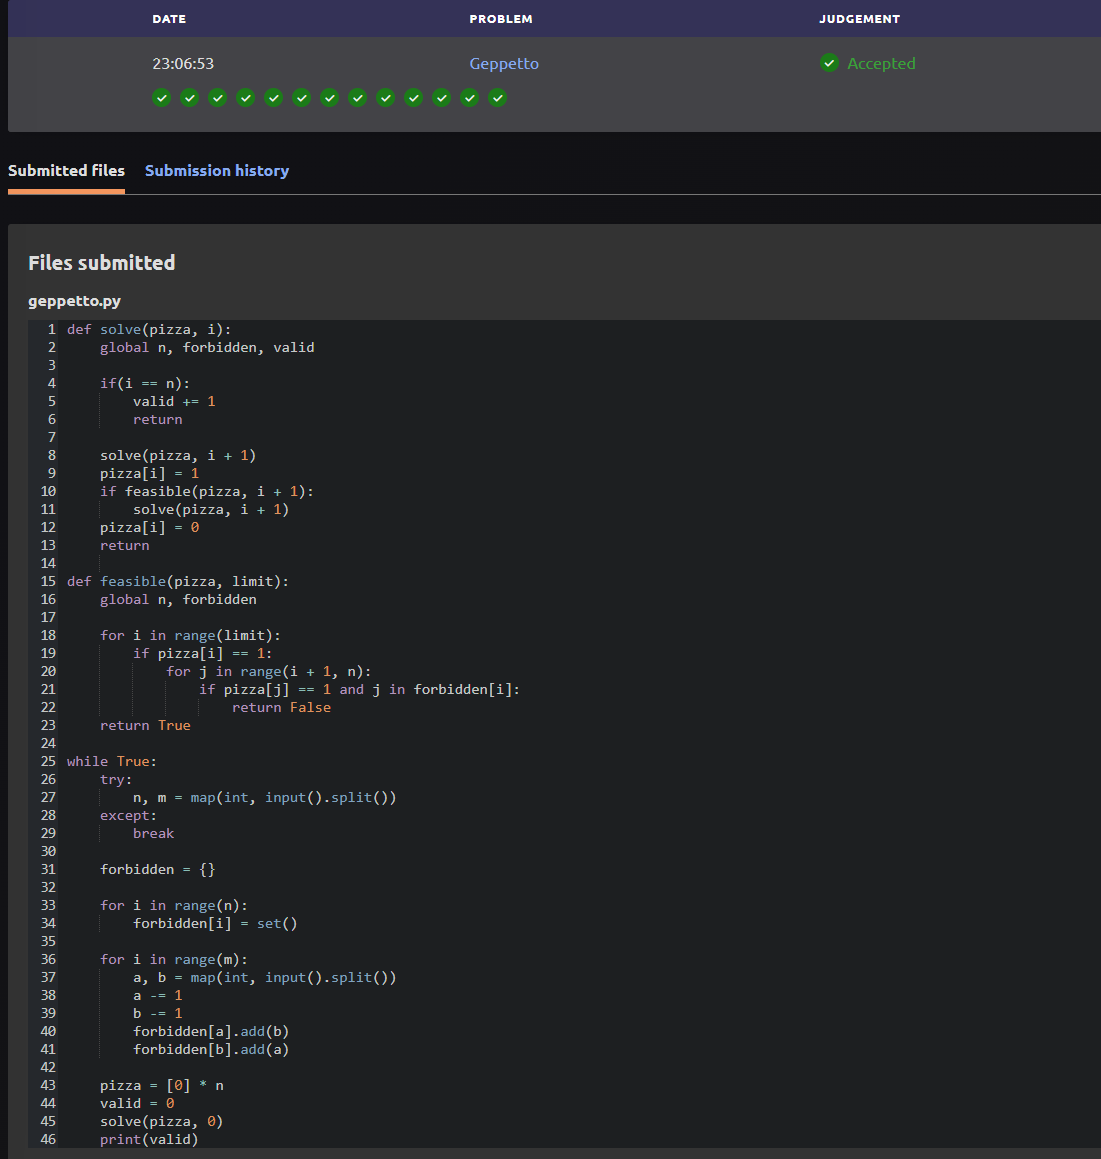 DATE PROBLEM JUDGEMENT
23:06:53 Geppetto Accepted
Submitted files Submission history
Files submitted
geppetto.py
1 def solve(pizza, i):
2     global n, forbidden, valid
3
4     if(i == n):
5         valid += 1
6         return
7
8     solve(pizza, i + 1)
9     pizza[i] = 1
10     if feasible(pizza, i + 1):
11         solve(pizza, i + 1)
12     pizza[i] = 0
13     return
14
15 def feasible(pizza, limit):
16     global n, forbidden
17
18     for i in range(limit):
19         if pizza[i] == 1:
20             for j in range(i + 1, n):
21                 if pizza[j] == 1 and j in forbidden[i]:
22                     return False
23     return True
24
25 while True:
26     try:
27         n, m = map(int, input().split())
28     except:
29         break
30
31     forbidden = {}
32
33     for i in range(n):
34         forbidden[i] = set()
35
36     for i in range(m):
37         a, b = map(int, input().split())
38         a -= 1
39         b -= 1
40         forbidden[a].add(b)
41         forbidden[b].add(a)
42
43     pizza = [0] * n
44     valid = 0
45     solve(pizza, 0)
46     print(valid)